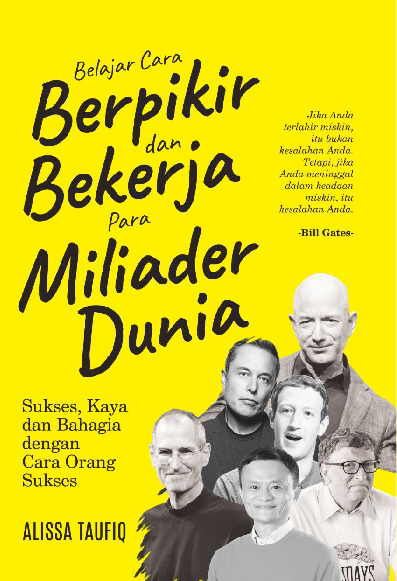 Belajar Cara
Berpikir
dan
Bekerja
Para
Miliader
Dunia
Jika Anda
terlahir miskin,
itu bukan
kesalahan Anda.
Tetapi, jika
Anda meninggal
dalam keadaan
miskin, itu
kesalahan Anda.
-Bill Gates-
Sukses, Kaya
dan Bahagia
dengan
Cara Orang
Sukses
ALISSA TAUFIQ